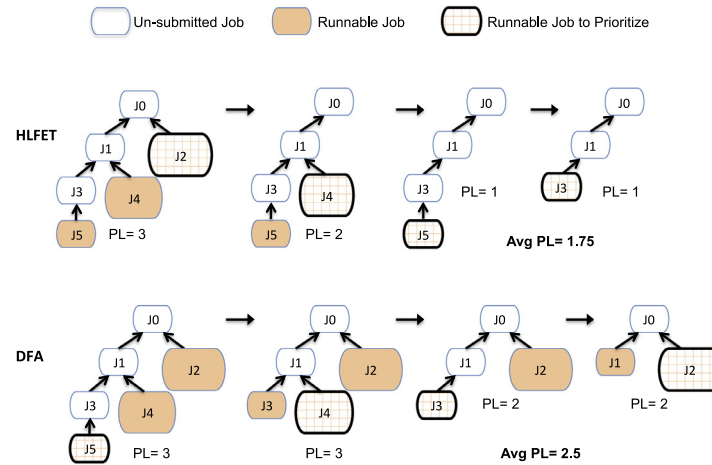 Un-submitted Job
Runnable Job
Runnable Job to Prioritize
HLFET
J0
J1
J2
J3
J4
J5
PL= 3
J0
J1
J3
J4
J5
PL= 2
J0
J1
J3
PL= 1
J5
J0
J1
J3
PL= 1
Avg PL= 1.75
DFA
J0
J1
J2
J3
J4
J5
PL= 3
J0
J1
J2
J3
J4
PL= 3
J0
J1
J2
J3
PL= 2
J0
J1
J2
PL= 2
Avg PL= 2.5